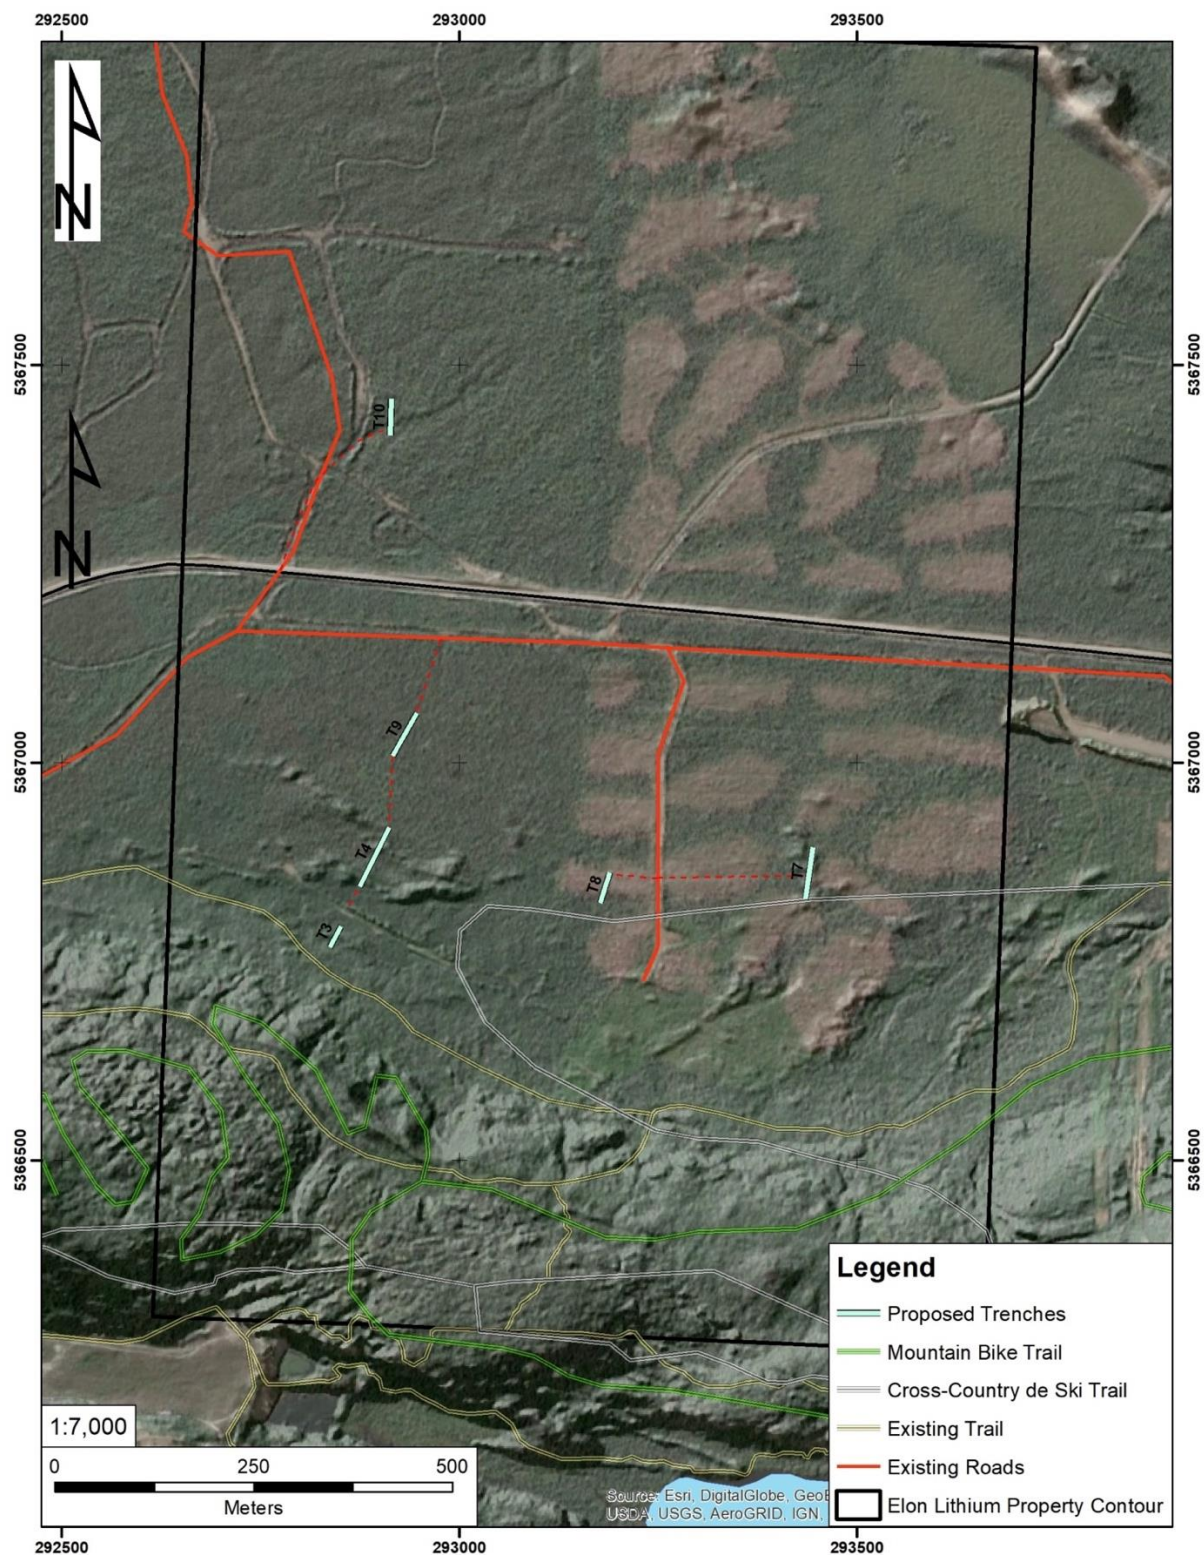 292500 293000 293500
N
5367500 5367500
T10
N
T9
5367000 5367000
T4
T8 T7
T3
5366500 5366500
Legend
Proposed Trenches
Mountain Bike Trail
Cross-Country de Ski Trail
Existing Trail
Existing Roads
Elon Lithium Property Contour
1:7,000
0 250 500
Meters
Source: Esri, DigitalGlobe, GeoE
USDA, USGS, AeroGRID, IGN,
292500 293000 293500